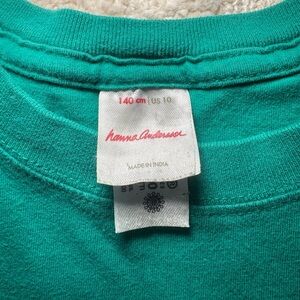 140 cm | US 10
hanna Andersson
MADE IN INDIA